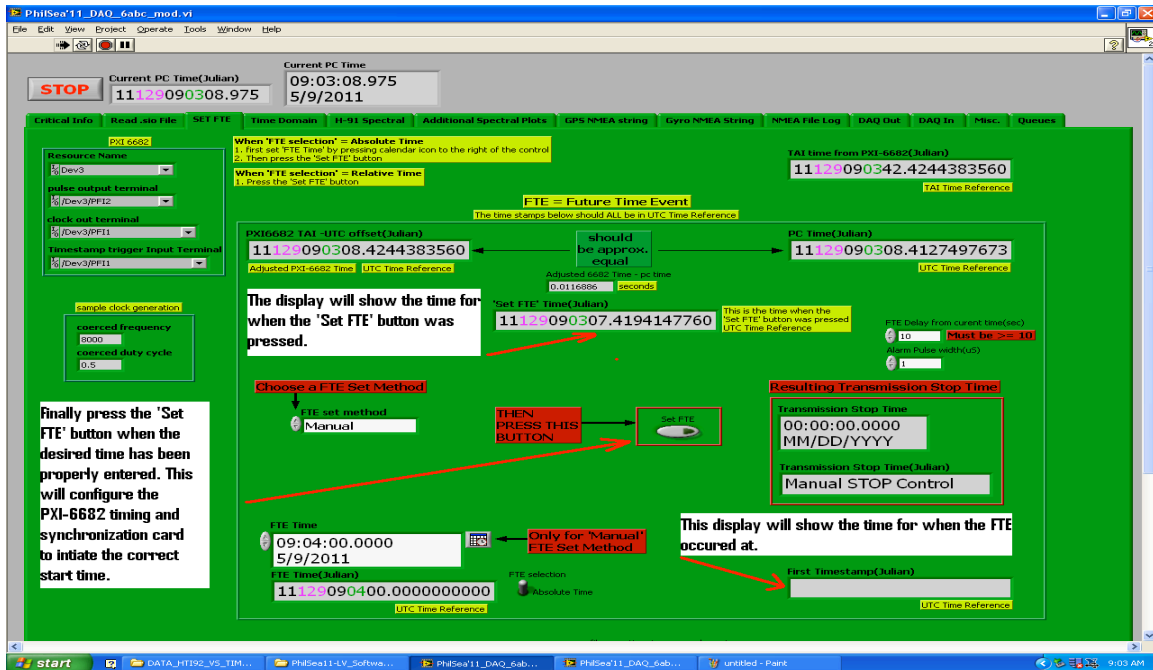 PhilSea'11_DAQ_6abc_mod.vi
File Edit View Project Operate Tools Window Help
STOP
Current PC Time(Julian)
11129090308.975
Current PC Time
09:03:08.975
5/9/2011
Critical Info Read .sio File SET FTE Time Domain H-91 Spectral Additional Spectral Plots GPS NMEA string Gyro NMEA String NMEA File Log DAQ Out DAQ In Misc. Queues
PXI 6682
Resource Name
Dev3
pulse output terminal
/Dev3/PFI2
clock out terminal
/Dev3/PFI1
Timestamp trigger Input Terminal
/Dev3/PFI1
When 'FTE selection' = Absolute Time
1. first set 'FTE Time' by pressing calendar icon to the right of the control
2. Then press the 'Set FTE' button
When 'FTE selection' = Relative Time
1. Press the 'Set FTE' button
TAI time from PXI-6682(Julian)
11129090342.4244383560
TAI Time Reference
FTE = Future Time Event
The time stamps below should ALL be in UTC Time Reference
PXI6682 TAI -UTC offset(Julian)
11129090308.4244383560
Adjusted PXI-6682 Time UTC Time Reference
should
be approx.
equal
Adjusted 6682 Time - pc time
0.0116886 seconds
PC Time(Julian)
11129090308.4127497673
UTC Time Reference
The display will show the time for
when the 'Set FTE' button was
pressed.
'Set FTE' Time(Julian)
11129090307.4194147760
This is the time when the
'Set FTE' button was pressed
UTC Time Reference
FTE Delay from curent time(sec)
10 Must be >= 10
Alarm Pulse width(uS)
1
sample clock generation
coerced frequency
8000
coerced duty cycle
0.5
Choose a FTE Set Method
FTE set method
Manual
THEN
PRESS THIS
BUTTON
Set FTE
Resulting Transmission Stop Time
Transmission Stop Time
00:00:00.0000
MM/DD/YYYY
Transmission Stop Time(Julian)
Manual STOP Control
Finally press the 'Set
FTE' button when the
desired time has been
properly entered. This
will configure the
PXI-6682 timing and
synchronization card
to intiate the correct
start time.
FTE Time
09:04:00.0000
5/9/2011
Only for 'Manual'
FTE Set Method
FTE Time(Julian)
11129090400.0000000000
UTC Time Reference
FTE selection
Absolute Time
This display will show the time for when the FTE
occured at.
First Timestamp(Julian)
UTC Time Reference
start DATA_HTI92_VS_TIM... PhilSea11-LV_Softwa... PhilSea'11_DAQ_6ab... PhilSea'11_DAQ_6ab... untitled - Paint 9:03 AM